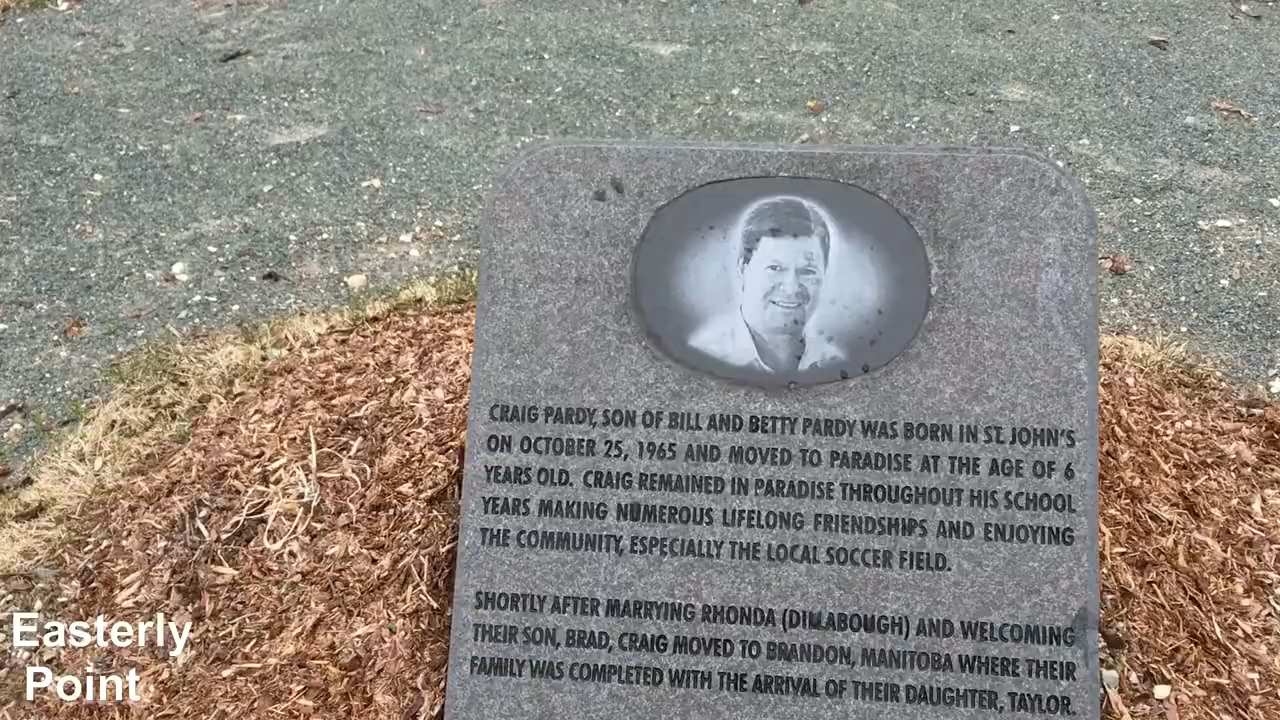 CRAIG PARDY, SON OF BILL AND BETTY PARDY WAS BORN IN ST. JOHN'S
ON OCTOBER 25, 1965 AND MOVED TO PARADISE AT THE AGE OF 6
YEARS OLD. CRAIG REMAINED IN PARADISE THROUGHOUT HIS SCHOOL
YEARS MAKING NUMEROUS LIFELONG FRIENDSHIPS AND ENJOYING
THE COMMUNITY, ESPECIALLY THE LOCAL SOCCER FIELD.
SHORTLY AFTER MARRYING RHONDA (DILLABOUGH) AND WELCOMING
THEIR SON, BRAD, CRAIG MOVED TO BRANDON, MANITOBA WHERE THEIR
FAMILY WAS COMPLETED WITH THE ARRIVAL OF THEIR DAUGHTER, TAYLOR.
Easterly
Point